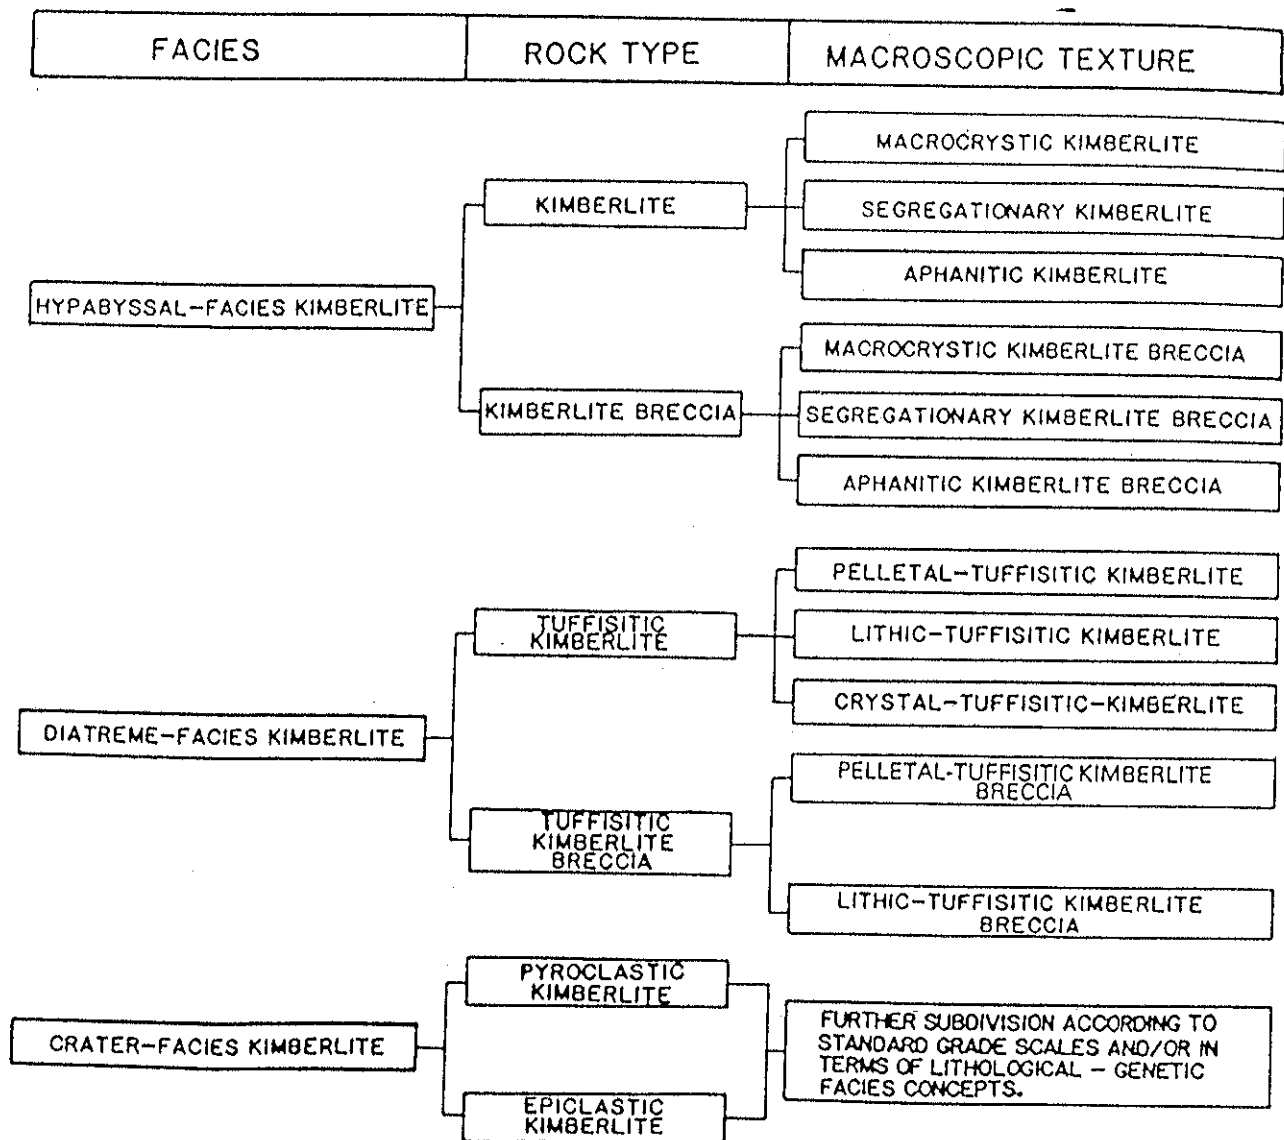 FACIES
ROCK TYPE
MACROSCOPIC TEXTURE
HYPABYSSAL-FACIES KIMBERLITE
KIMBERLITE
MACROCRYSTIC KIMBERLITE
SEGREGATIONARY KIMBERLITE
APHANITIC KIMBERLITE
KIMBERLITE BRECCIA
MACROCRYSTIC KIMBERLITE BRECCIA
SEGREGATIONARY KIMBERLITE BRECCIA
APHANITIC KIMBERLITE BRECCIA
DIATREME-FACIES KIMBERLITE
TUFFISITIC
KIMBERLITE
PELLETAL-TUFFISITIC KIMBERLITE
LITHIC-TUFFISITIC KIMBERLITE
CRYSTAL-TUFFISITIC-KIMBERLITE
TUFFISITIC
KIMBERLITE
BRECCIA
PELLETAL-TUFFISITIC KIMBERLITE
BRECCIA
LITHIC-TUFFISITIC KIMBERLITE
BRECCIA
CRATER-FACIES KIMBERLITE
PYROCLASTIC
KIMBERLITE
EPICLASTIC
KIMBERLITE
FURTHER SUBDIVISION ACCORDING TO
STANDARD GRADE SCALES AND/OR IN
TERMS OF LITHOLOGICAL - GENETIC
FACIES CONCEPTS.